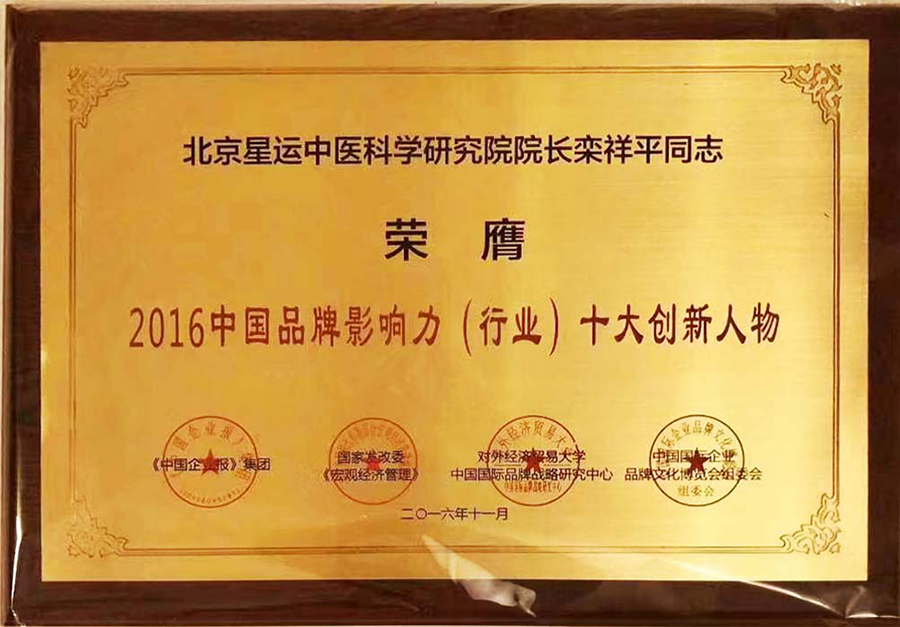 北京星运中医科学研究院院长栾祥平同志
荣 膺
2016中国品牌影响力（行业）十大创新人物
《中国企业报》集团
国家发改委
《宏观经济管理》
对外经济贸易大学
中国国际品牌战略研究中心
中国国际企业
品牌文化博览会组委会
组委会
二〇一六年十一月